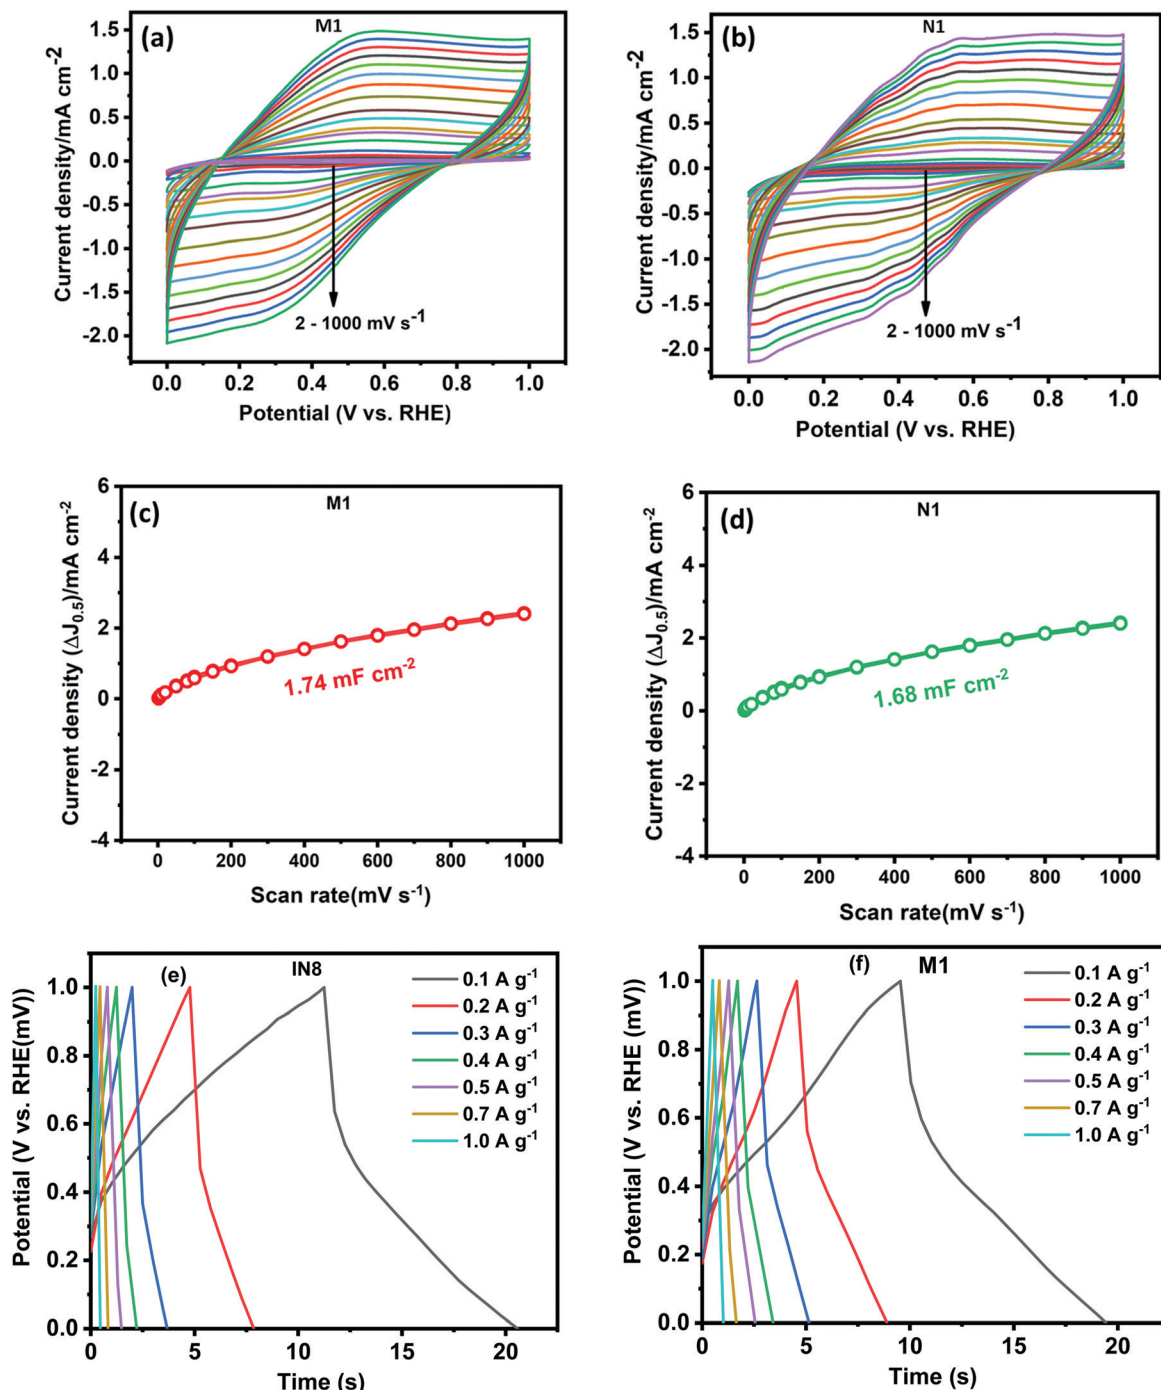 (a)
M1
Current density/mA cm-2
1.5
1.0
0.5
0.0
-0.5
-1.0
-1.5
-2.0
2 - 1000 mV s-1
0.0 0.2 0.4 0.6 0.8 1.0
Potential (V vs. RHE)
(b)
N1
Current density/mA cm-2
1.5
1.0
0.5
0.0
-0.5
-1.0
-1.5
-2.0
2 - 1000 mV s-1
0.0 0.2 0.4 0.6 0.8 1.0
Potential (V vs. RHE)
(c)
M1
Current density (ΔJ0.5)/mA cm-2
6
4
2
0
-2
-4
1.74 mF cm-2
0 200 400 600 800 1000
Scan rate(mV s-1)
(d)
N1
Current density (ΔJ0.5)/mA cm-2
6
4
2
0
-2
-4
1.68 mF cm-2
0 200 400 600 800 1000
Scan rate(mV s-1)
(e)
IN8
Potential (V vs. RHE(mV))
1.0
0.8
0.6
0.4
0.2
0.0
0.1 A g-1
0.2 A g-1
0.3 A g-1
0.4 A g-1
0.5 A g-1
0.7 A g-1
1.0 A g-1
0 5 10 15 20
Time (s)
(f)
M1
Potential (V vs. RHE (mV))
1.0
0.8
0.6
0.4
0.2
0.0
0.1 A g-1
0.2 A g-1
0.3 A g-1
0.4 A g-1
0.5 A g-1
0.7 A g-1
1.0 A g-1
0 5 10 15 20
Time (s)